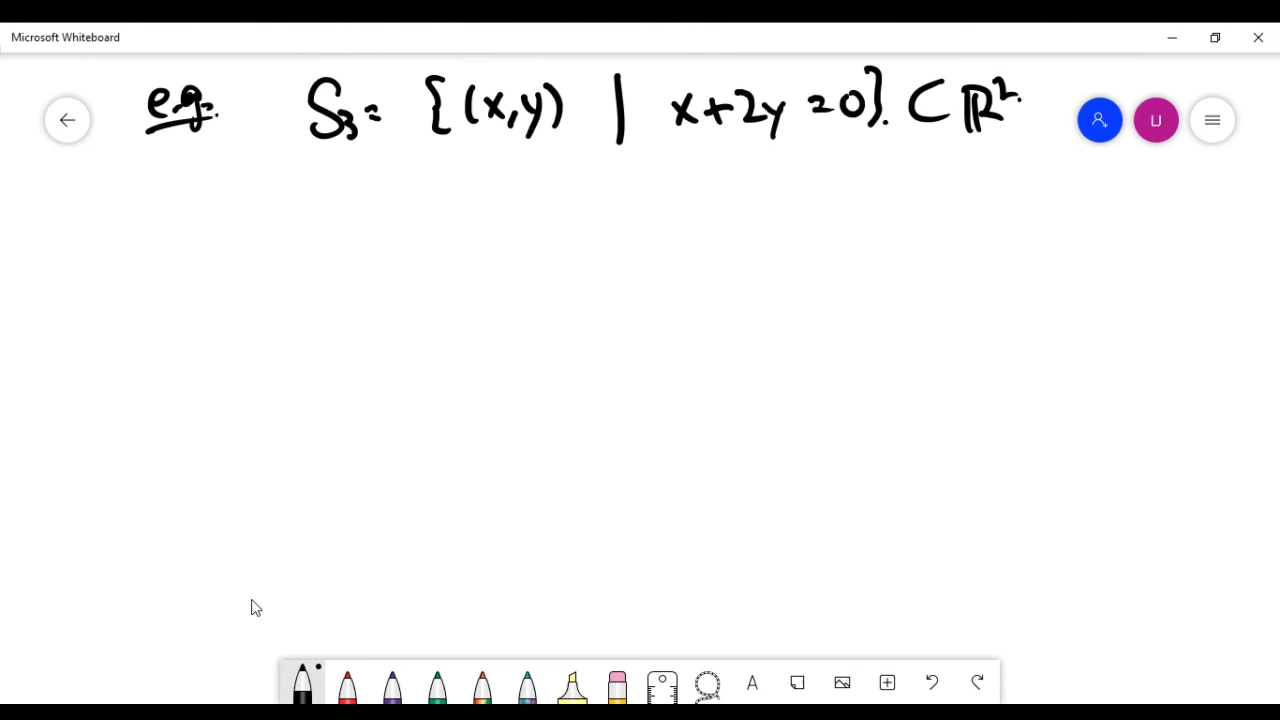 Microsoft Whiteboard
e.g. S₃ = {(x,y) | x+2y=0}. ⊂ ℝ².
U
A